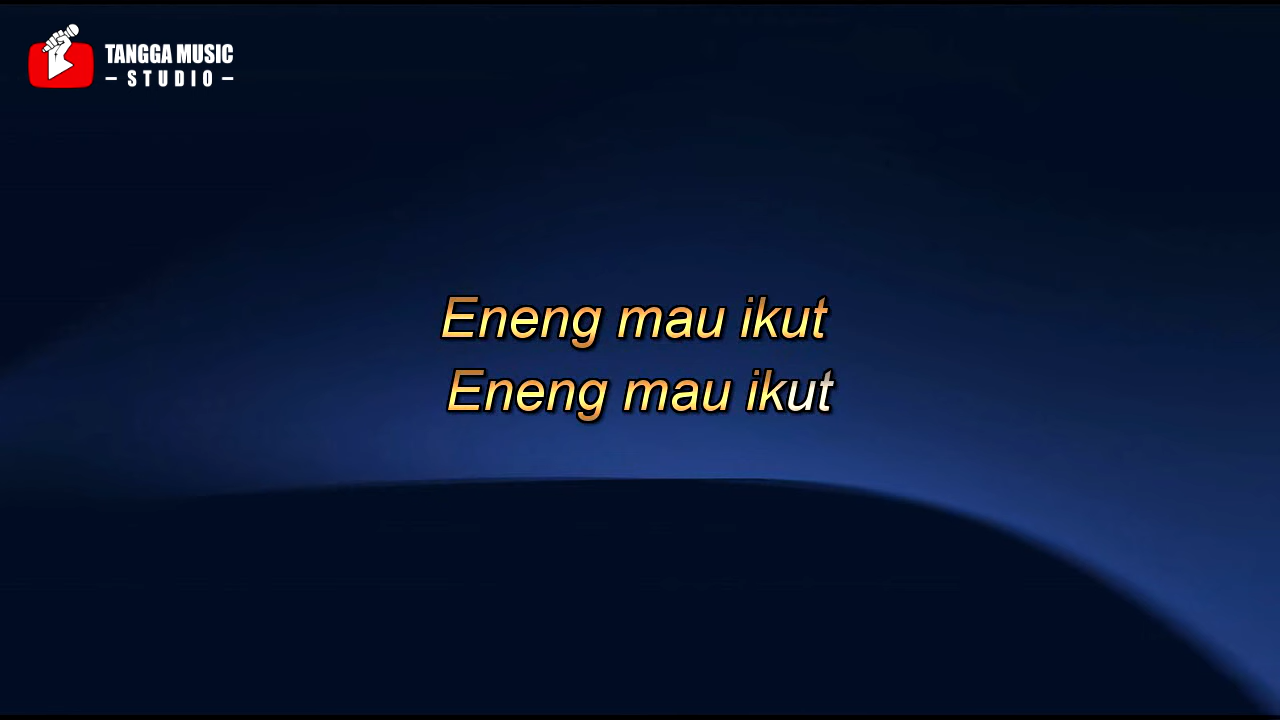 TANGGA MUSIC
– STUDIO –
Eneng mau ikut
Eneng mau ikut